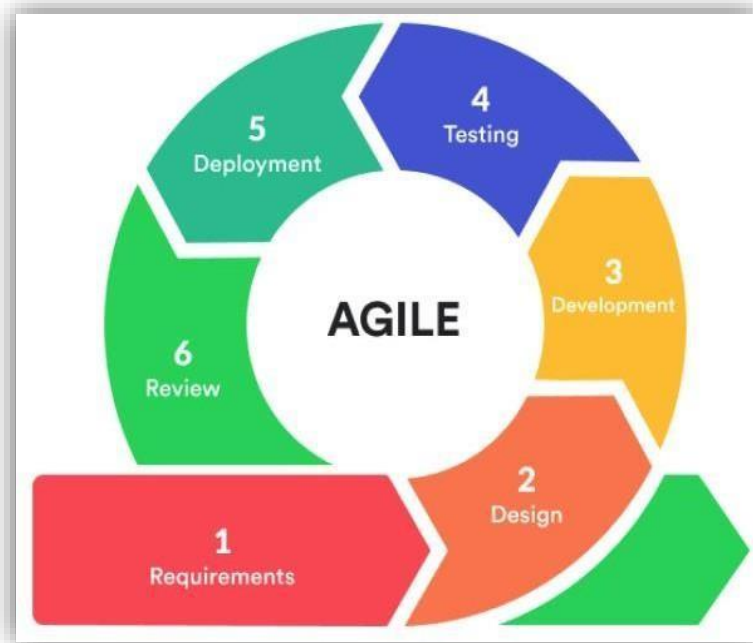 AGILE
1
Requirements
2
Design
3
Development
4
Testing
5
Deployment
6
Review